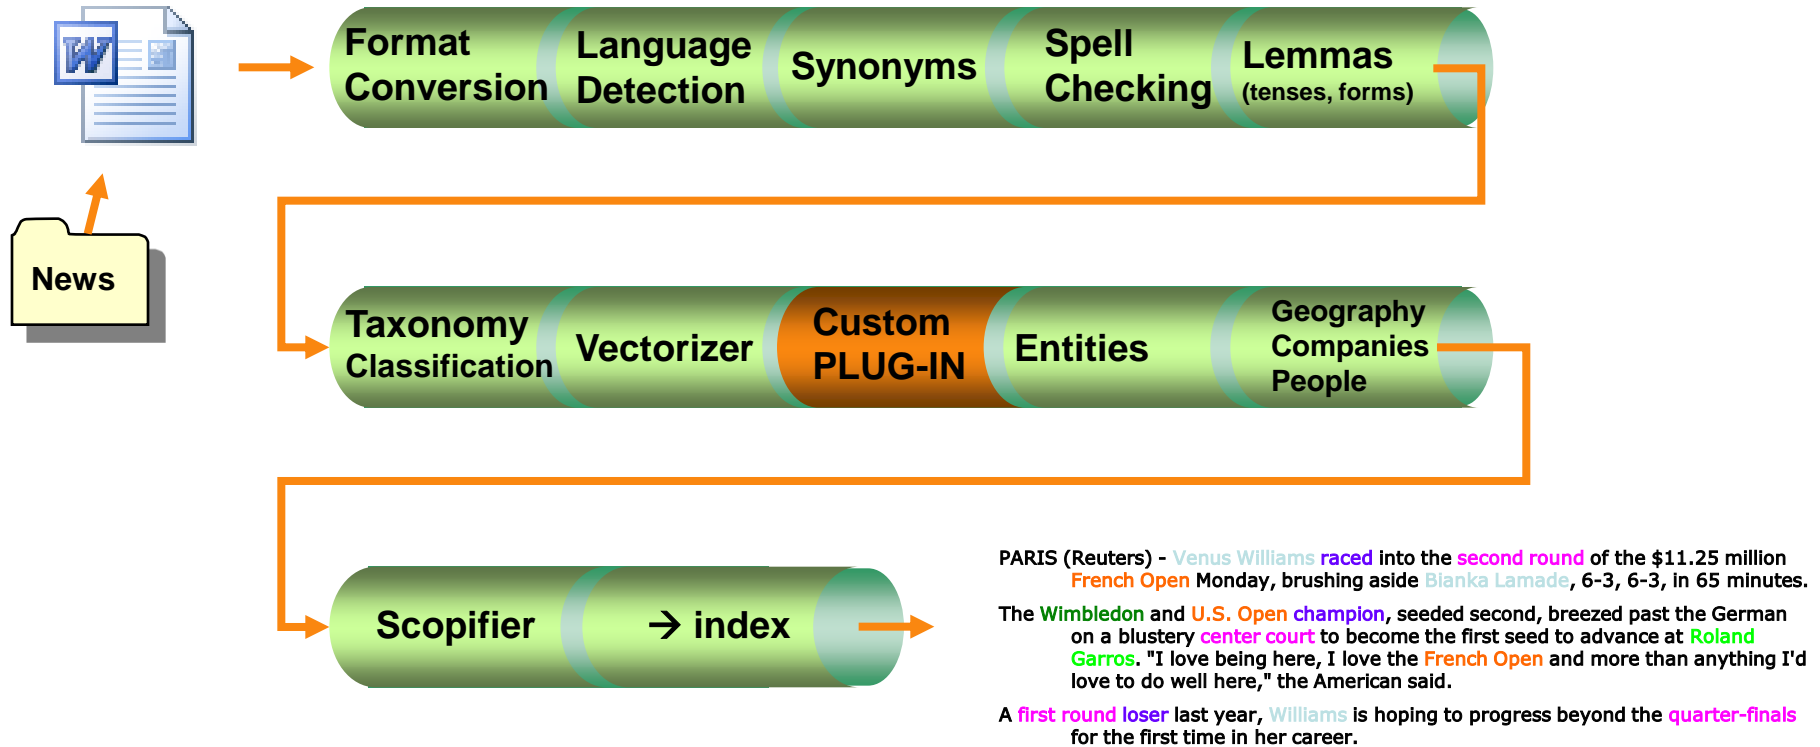 W
Format
Conversion
Language
Detection
Synonyms
Spell
Checking
Lemmas
(tenses, forms)
News
Taxonomy
Classification
Vectorizer
Custom
PLUG-IN
Entities
Geography
Companies
People
Scopifier
→ index
PARIS (Reuters) - Venus Williams raced into the second round of the $11.25 million
French Open Monday, brushing aside Bianka Lamade, 6-3, 6-3, in 65 minutes.
The Wimbledon and U.S. Open champion, seeded second, breezed past the German
on a blustery center court to become the first seed to advance at Roland
Garros. "I love being here, I love the French Open and more than anything I'd
love to do well here," the American said.
A first round loser last year, Williams is hoping to progress beyond the quarter-finals
for the first time in her career.